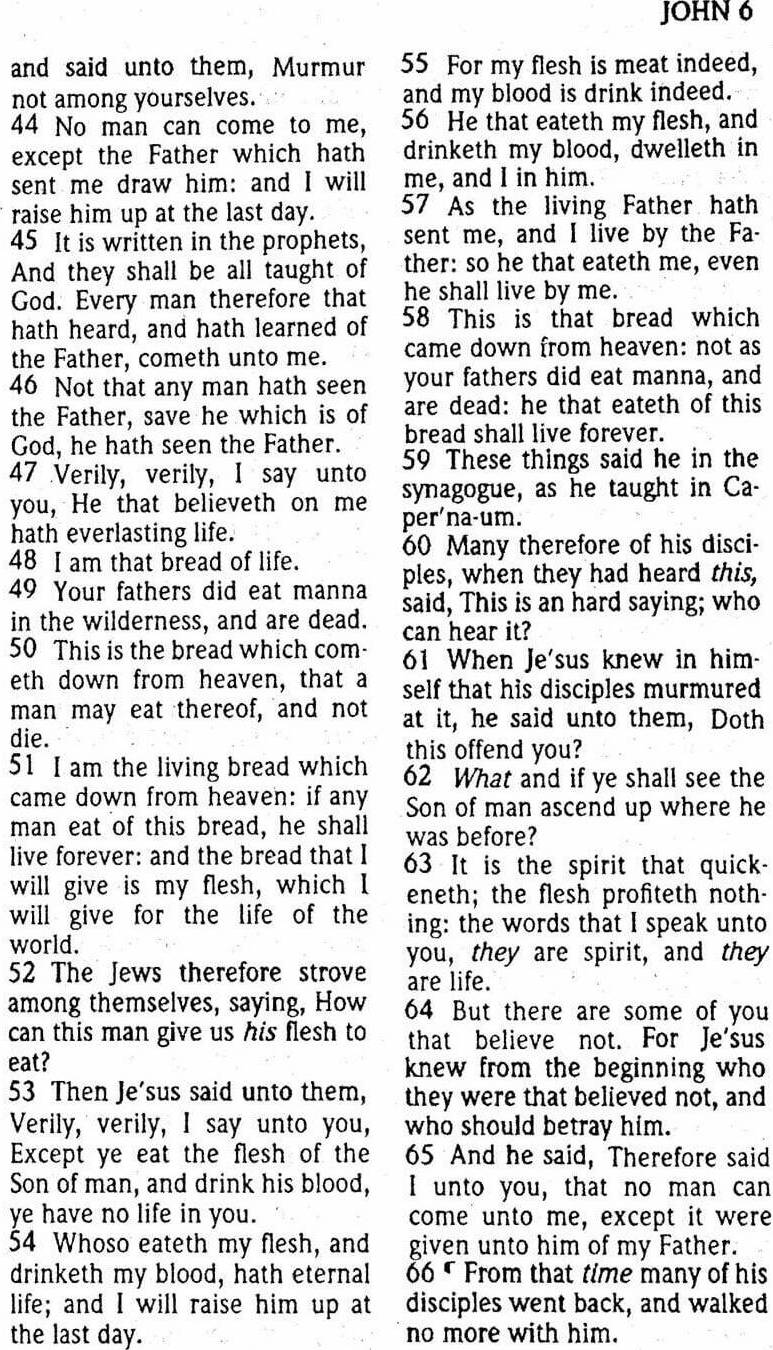 JOHN 6
and said unto them, Murmur
not among yourselves.
44 No man can come to me,
except the Father which hath
sent me draw him: and I will
raise him up at the last day.
45 It is written in the prophets,
And they shall be all taught of
God. Every man therefore that
hath heard, and hath learned of
the Father, cometh unto me.
46 Not that any man hath seen
the Father, save he which is of
God, he hath seen the Father.
47 Verily, verily, I say unto
you, He that believeth on me
hath everlasting life.
48 I am that bread of life.
49 Your fathers did eat manna
in the wilderness, and are dead.
50 This is the bread which com-
eth down from heaven, that a
man may eat thereof, and not
die.
51 I am the living bread which
came down from heaven: if any
man eat of this bread, he shall
live forever: and the bread that I
will give is my flesh, which I
will give for the life of the
world.
52 The Jews therefore strove
among themselves, saying, How
can this man give us his flesh to
eat?
53 Then Je'sus said unto them,
Verily, verily, I say unto you,
Except ye eat the flesh of the
Son of man, and drink his blood,
ye have no life in you.
54 Whoso eateth my flesh, and
drinketh my blood, hath eternal
life; and I will raise him up at
the last day.
55 For my flesh is meat indeed,
and my blood is drink indeed.
56 He that eateth my flesh, and
drinketh my blood, dwelleth in
me, and I in him.
57 As the living Father hath
sent me, and I live by the Fa-
ther: so he that eateth me, even
he shall live by me.
58 This is that bread which
came down from heaven: not as
your fathers did eat manna, and
are dead: he that eateth of this
bread shall live forever.
59 These things said he in the
synagogue, as he taught in Ca-
per'na-um.
60 Many therefore of his disci-
ples, when they had heard this,
said, This is an hard saying; who
can hear it?
61 When Je'sus knew in him-
self that his disciples murmured
at it, he said unto them, Doth
this offend you?
62 What and if ye shall see the
Son of man ascend up where he
was before?
63 It is the spirit that quick-
eneth; the flesh profiteth noth-
ing: the words that I speak unto
you, they are spirit, and they
are life.
64 But there are some of you
that believe not. For Je'sus
knew from the beginning who
they were that believed not, and
who should betray him.
65 And he said, Therefore said
I unto you, that no man can
come unto me, except it were
given unto him of my Father.
66 From that time many of his
disciples went back, and walked
no more with him.